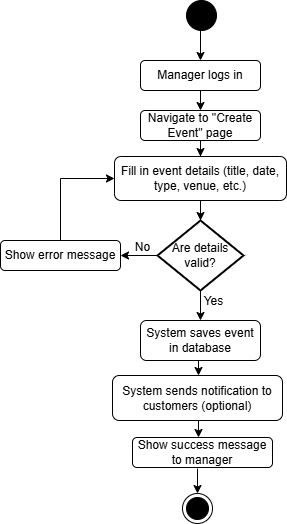 Manager logs in
Navigate to "Create
Event" page
Fill in event details (title, date,
type, venue, etc.)
Are details
valid?
No
Show error message
Yes
System saves event
in database
System sends notification to
customers (optional)
Show success message
to manager